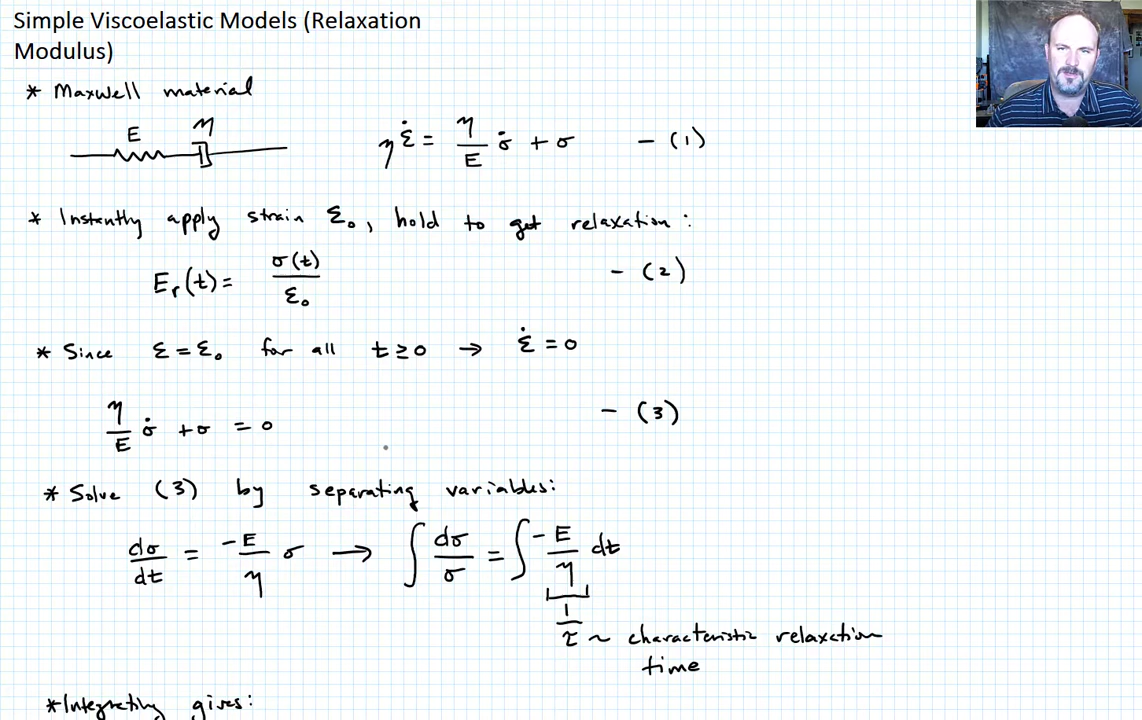 Simple Viscoelastic Models (Relaxation
Modulus)
* Maxwell material
E η
η ε̇ = η/E σ̇ + σ - (1)
* Instantly apply strain ε₀, hold to get relaxation:
Eᵣ(t) = σ(t)/ε₀ - (2)
* Since ε = ε₀ for all t ≥ 0 → ε̇ = 0
η/E σ̇ + σ = 0 - (3)
* Solve (3) by separating variables:
dσ/dt = -E/η σ → ∫ dσ/σ = ∫ -E/η dt
1/τ ~ characteristic relaxation
time
* Integrating gives: